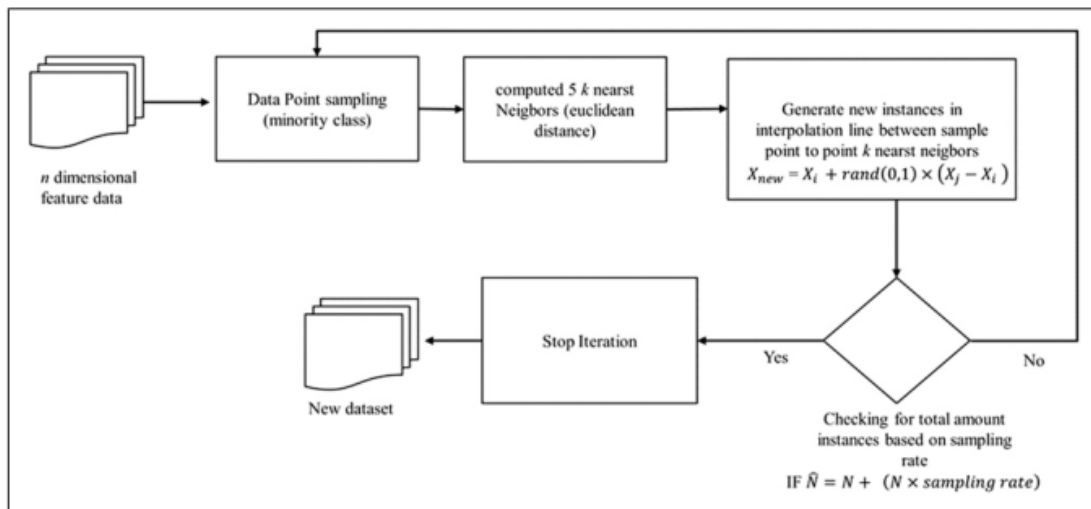 Data Point sampling
(minority class)
computed 5 k nearst
Neigbors (euclidean
distance)
Generate new instances in
interpolation line between sample
point to point k nearst neigbors
X_new = X_i + rand(0,1) × (X_j − X_i )
n dimensional
feature data
Stop Iteration
Yes
No
New dataset
Checking for total amount
instances based on sampling
rate
IF N̂ = N + (N × sampling rate)